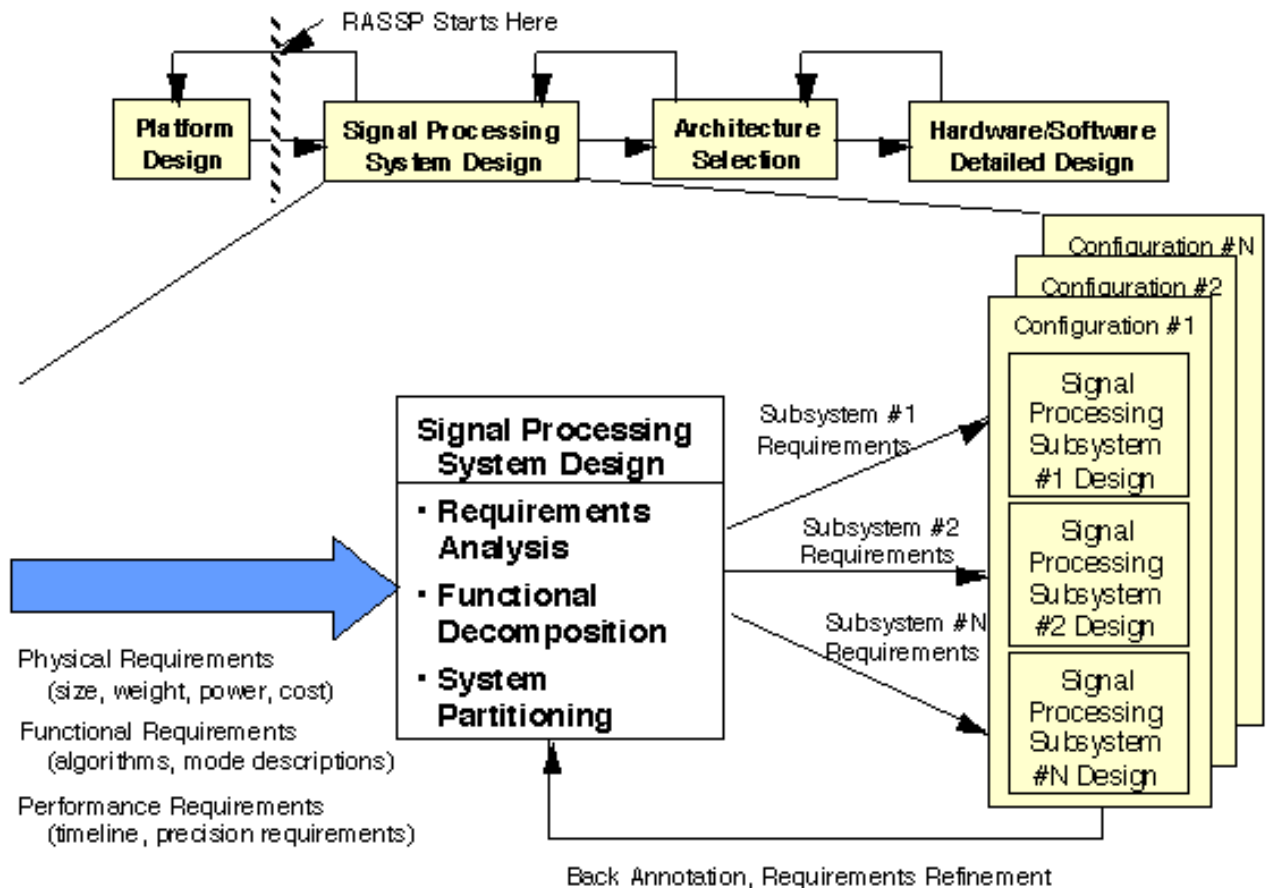 RASSP Starts Here
Platform
Design
Signal Processing
System Design
Architecture
Selection
Hardware/Software
Detailed Design
Configuration #N
Configuration #2
Configuration #1
Signal
Processing
Subsystem
#1 Design
Signal
Processing
Subsystem
#2 Design
Signal
Processing
Subsystem
#N Design
Subsystem #1
Requirements
Subsystem #2
Requirements
Subsystem #N
Requirements
Signal Processing
System Design
· Requirements
Analysis
· Functional
Decomposition
· System
Partitioning
Physical Requirements
(size, weight, power, cost)
Functional Requirements
(algorithms, mode descriptions)
Performance Requirements
(timeline, precision requirements)
Back Annotation, Requirements Refinement